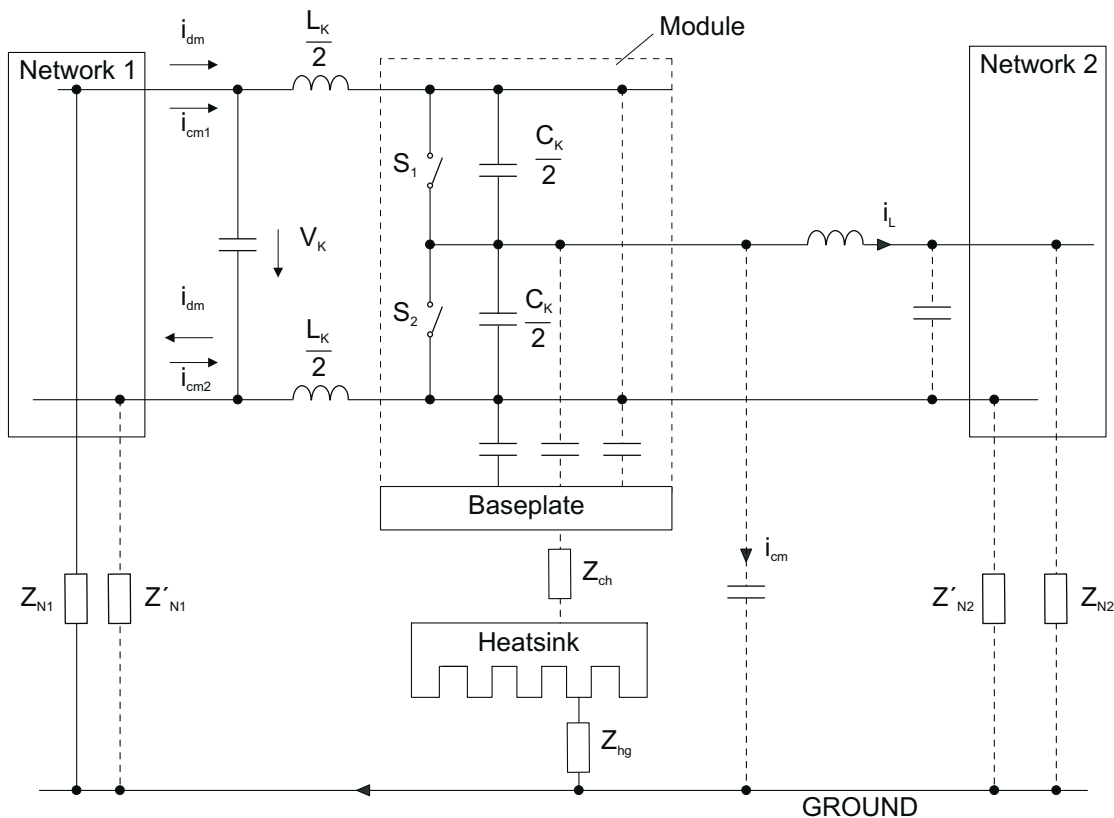 Module
Network 1
Network 2
i_dm
i_cm1
L_K
2
S_1
C_K
2
V_K
i_L
i_dm
i_cm2
L_K
2
S_2
C_K
2
Baseplate
Z_ch
i_cm
Z_N1
Z´_N1
Z´_N2
Z_N2
Heatsink
Z_hg
GROUND